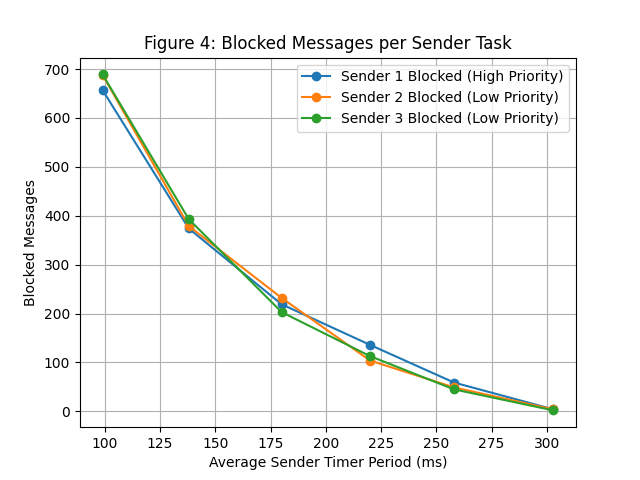 Figure 4: Blocked Messages per Sender Task
Sender 1 Blocked (High Priority)
Sender 2 Blocked (Low Priority)
Sender 3 Blocked (Low Priority)
Blocked Messages
700
600
500
400
300
200
100
0
100 125 150 175 200 225 250 275 300
Average Sender Timer Period (ms)